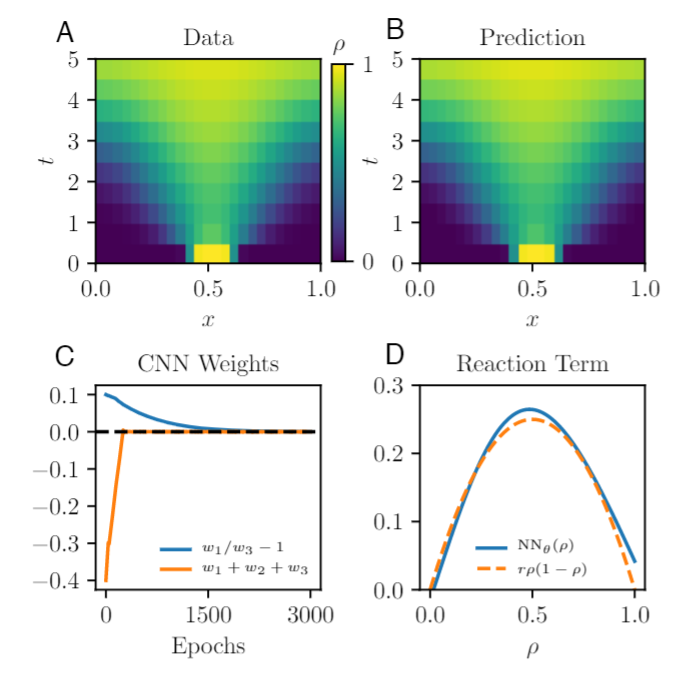 A
Data
ρ
B
Prediction
5
4
3
2
1
0
t
0.0
0.5
1.0
x
1
0
5
4
3
2
1
0
t
0.0
0.5
1.0
x
C
CNN Weights
0.1
0.0
−0.1
−0.2
−0.3
−0.4
w₁/w₃ − 1
w₁ + w₂ + w₃
0
1500
3000
Epochs
D
Reaction Term
0.3
0.2
0.1
0.0
NN_θ(ρ)
rρ(1 − ρ)
0.0
0.5
1.0
ρ